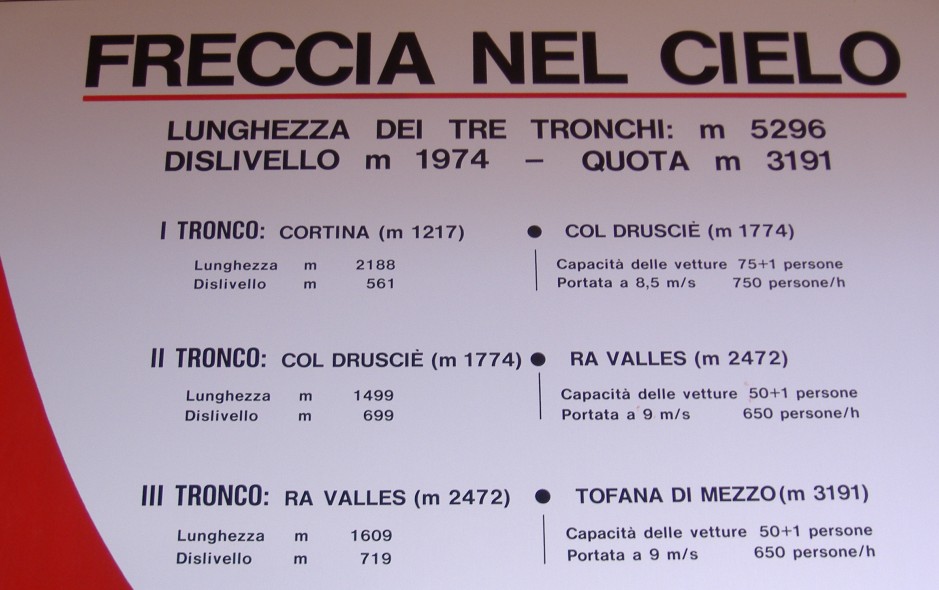 FRECCIA NEL CIELO
LUNGHEZZA DEI TRE TRONCHI: m 5296
DISLIVELLO m 1974 – QUOTA m 3191
I TRONCO: CORTINA (m 1217) ● COL DRUSCIÈ (m 1774)
Lunghezza m 2188 Capacità delle vetture 75+1 persone
Dislivello m 561 Portata a 8,5 m/s 750 persone/h
II TRONCO: COL DRUSCIÈ (m 1774) ● RA VALLES (m 2472)
Lunghezza m 1499 Capacità delle vetture 50+1 persone
Dislivello m 699 Portata a 9 m/s 650 persone/h
III TRONCO: RA VALLES (m 2472) ● TOFANA DI MEZZO (m 3191)
Lunghezza m 1609 Capacità delle vetture 50+1 persone
Dislivello m 719 Portata a 9 m/s 650 persone/h